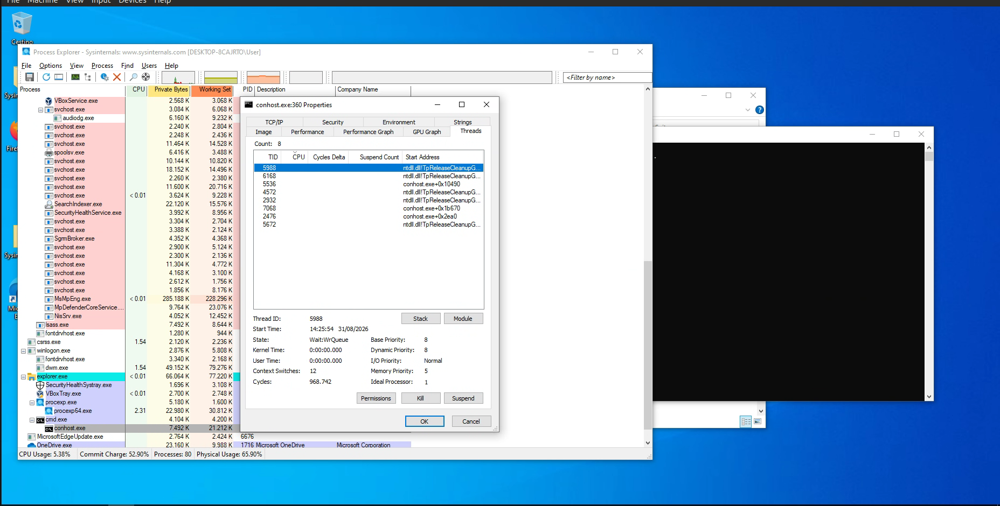 File Machine View Input Devices Help
Cestino
Process Explorer - Sysinternals: www.sysinternals.com [DESKTOP-8CAJRTO\User]
File Options View Process Find Users Help
<Filter by name>
Process CPU Private Bytes Working Set PID Description Company Name
VBoxService.exe 2.568 K 3.068 K
svchost.exe 3.084 K 6.068 K
audiodg.exe 6.160 K 9.232 K
svchost.exe 2.240 K 2.804 K
svchost.exe 2.248 K 2.436 K
svchost.exe 11.464 K 14.528 K
spoolsv.exe 6.416 K 3.488 K
svchost.exe 10.144 K 10.820 K
svchost.exe 18.152 K 14.496 K
svchost.exe 2.260 K 2.380 K
svchost.exe 11.600 K 20.716 K
svchost.exe < 0.01 3.624 K 9.228 K
SearchIndexer.exe 22.120 K 15.576 K
SecurityHealthService.exe 3.992 K 8.956 K
svchost.exe 3.304 K 2.704 K
svchost.exe 3.388 K 2.124 K
SgrmBroker.exe 4.352 K 4.368 K
svchost.exe 2.900 K 5.124 K
svchost.exe 2.300 K 2.136 K
svchost.exe 11.304 K 4.772 K
svchost.exe 4.168 K 3.100 K
svchost.exe 2.612 K 1.756 K
svchost.exe 1.856 K 8.176 K
MsMpEng.exe < 0.01 285.188 K 228.296 K
MpDefenderCoreService.... 9.764 K 23.076 K
NisSrv.exe 4.052 K 12.452 K
lsass.exe 7.492 K 8.644 K
fontdrvhost.exe 1.280 K 944 K
csrss.exe 1.54 2.120 K 2.236 K
winlogon.exe 2.876 K 5.808 K
fontdrvhost.exe 3.340 K 2.168 K
dwm.exe 1.54 49.152 K 79.276 K
explorer.exe < 0.01 66.064 K 77.220 K
SecurityHealthSystray.exe 1.696 K 3.108 K
VBoxTray.exe < 0.01 2.700 K 2.748 K
procexp.exe 5.180 K 1.600 K
procexp64.exe 2.31 22.980 K 30.812 K
cmd.exe 4.104 K 4.200 K
conhost.exe 7.492 K 21.212 K
MicrosoftEdgeUpdate.exe 2.764 K 2.424 K 6676
OneDrive.exe 23.160 K 9.988 K 1716 Microsoft OneDrive Microsoft Corporation
CPU Usage: 5.38% Commit Charge: 52.90% Processes: 80 Physical Usage: 65.90%
conhost.exe:360 Properties
TCP/IP Security Environment Strings
Image Performance Performance Graph GPU Graph Threads
Count: 8
TID CPU Cycles Delta Suspend Count Start Address
5988 ntdll.dll!TpReleaseCleanupG...
6168 ntdll.dll!TpReleaseCleanupG...
5536 conhost.exe+0x10490
4572 ntdll.dll!TpReleaseCleanupG...
2932 ntdll.dll!TpReleaseCleanupG...
7068 conhost.exe+0x1b670
2476 conhost.exe+0x2ea0
5672 ntdll.dll!TpReleaseCleanupG...
Thread ID: 5988
Stack Module
Start Time: 14:25:54 31/08/2026
State: Wait:WrQueue Base Priority: 8
Kernel Time: 0:00:00.000 Dynamic Priority: 8
User Time: 0:00:00.000 I/O Priority: Normal
Context Switches: 12 Memory Priority: 5
Cycles: 968.742 Ideal Processor: 1
Permissions Kill Suspend
OK Cancel